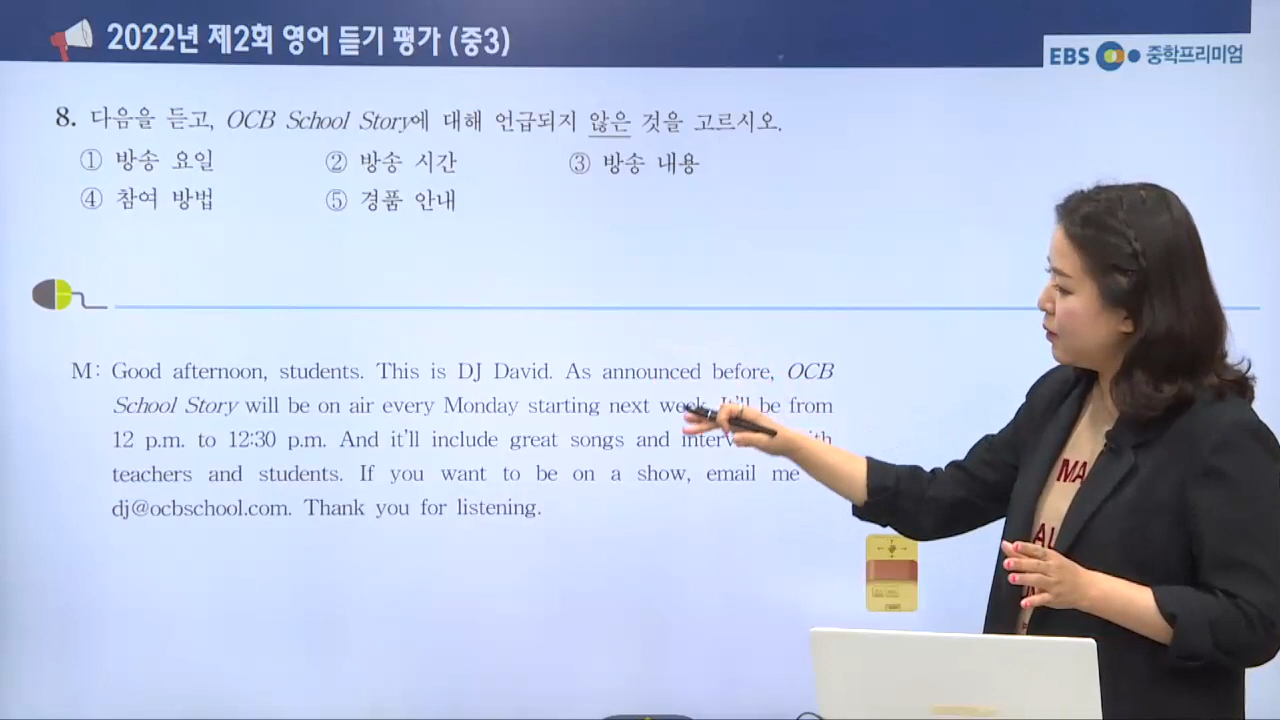 2022년 제2회 영어 듣기 평가 (중3)
EBS 중학프리미엄
8. 다음을 듣고, OCB School Story에 대해 언급되지 않은 것을 고르시오.
① 방송 요일 ② 방송 시간 ③ 방송 내용
④ 참여 방법 ⑤ 경품 안내
M: Good afternoon, students. This is DJ David. As announced before, OCB
School Story will be on air every Monday starting next week. It'll be from
12 p.m. to 12:30 p.m. And it'll include great songs and
teachers and students. If you want to be on a show, email me
dj@ocbschool.com. Thank you for listening.
MA
AL